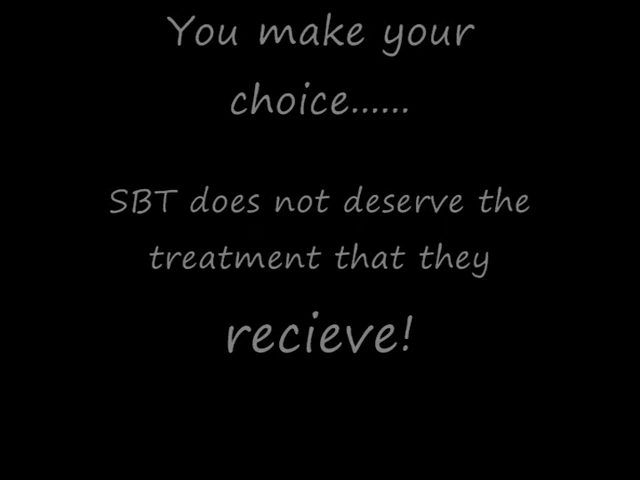 You make your
choice......
SBT does not deserve the
treatment that they
recieve!